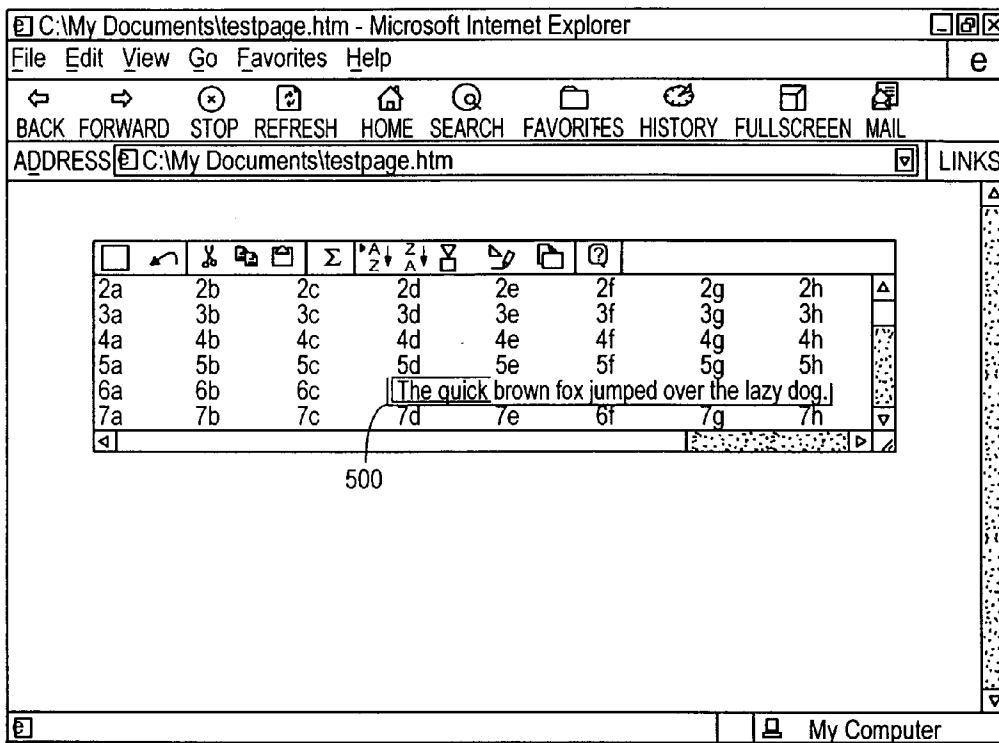 C:\My Documents\testpage.htm - Microsoft Internet Explorer
File Edit View Go Favorites Help e
BACK FORWARD STOP REFRESH HOME SEARCH FAVORITES HISTORY FULLSCREEN MAIL
ADDRESS C:\My Documents\testpage.htm LINKS
Σ A Z Z A ?
2a 2b 2c 2d 2e 2f 2g 2h
3a 3b 3c 3d 3e 3f 3g 3h
4a 4b 4c 4d 4e 4f 4g 4h
5a 5b 5c 5d 5e 5f 5g 5h
6a 6b 6c The quick brown fox jumped over the lazy dog.
7a 7b 7c 7d 7e 6f 7g 7h
500
My Computer